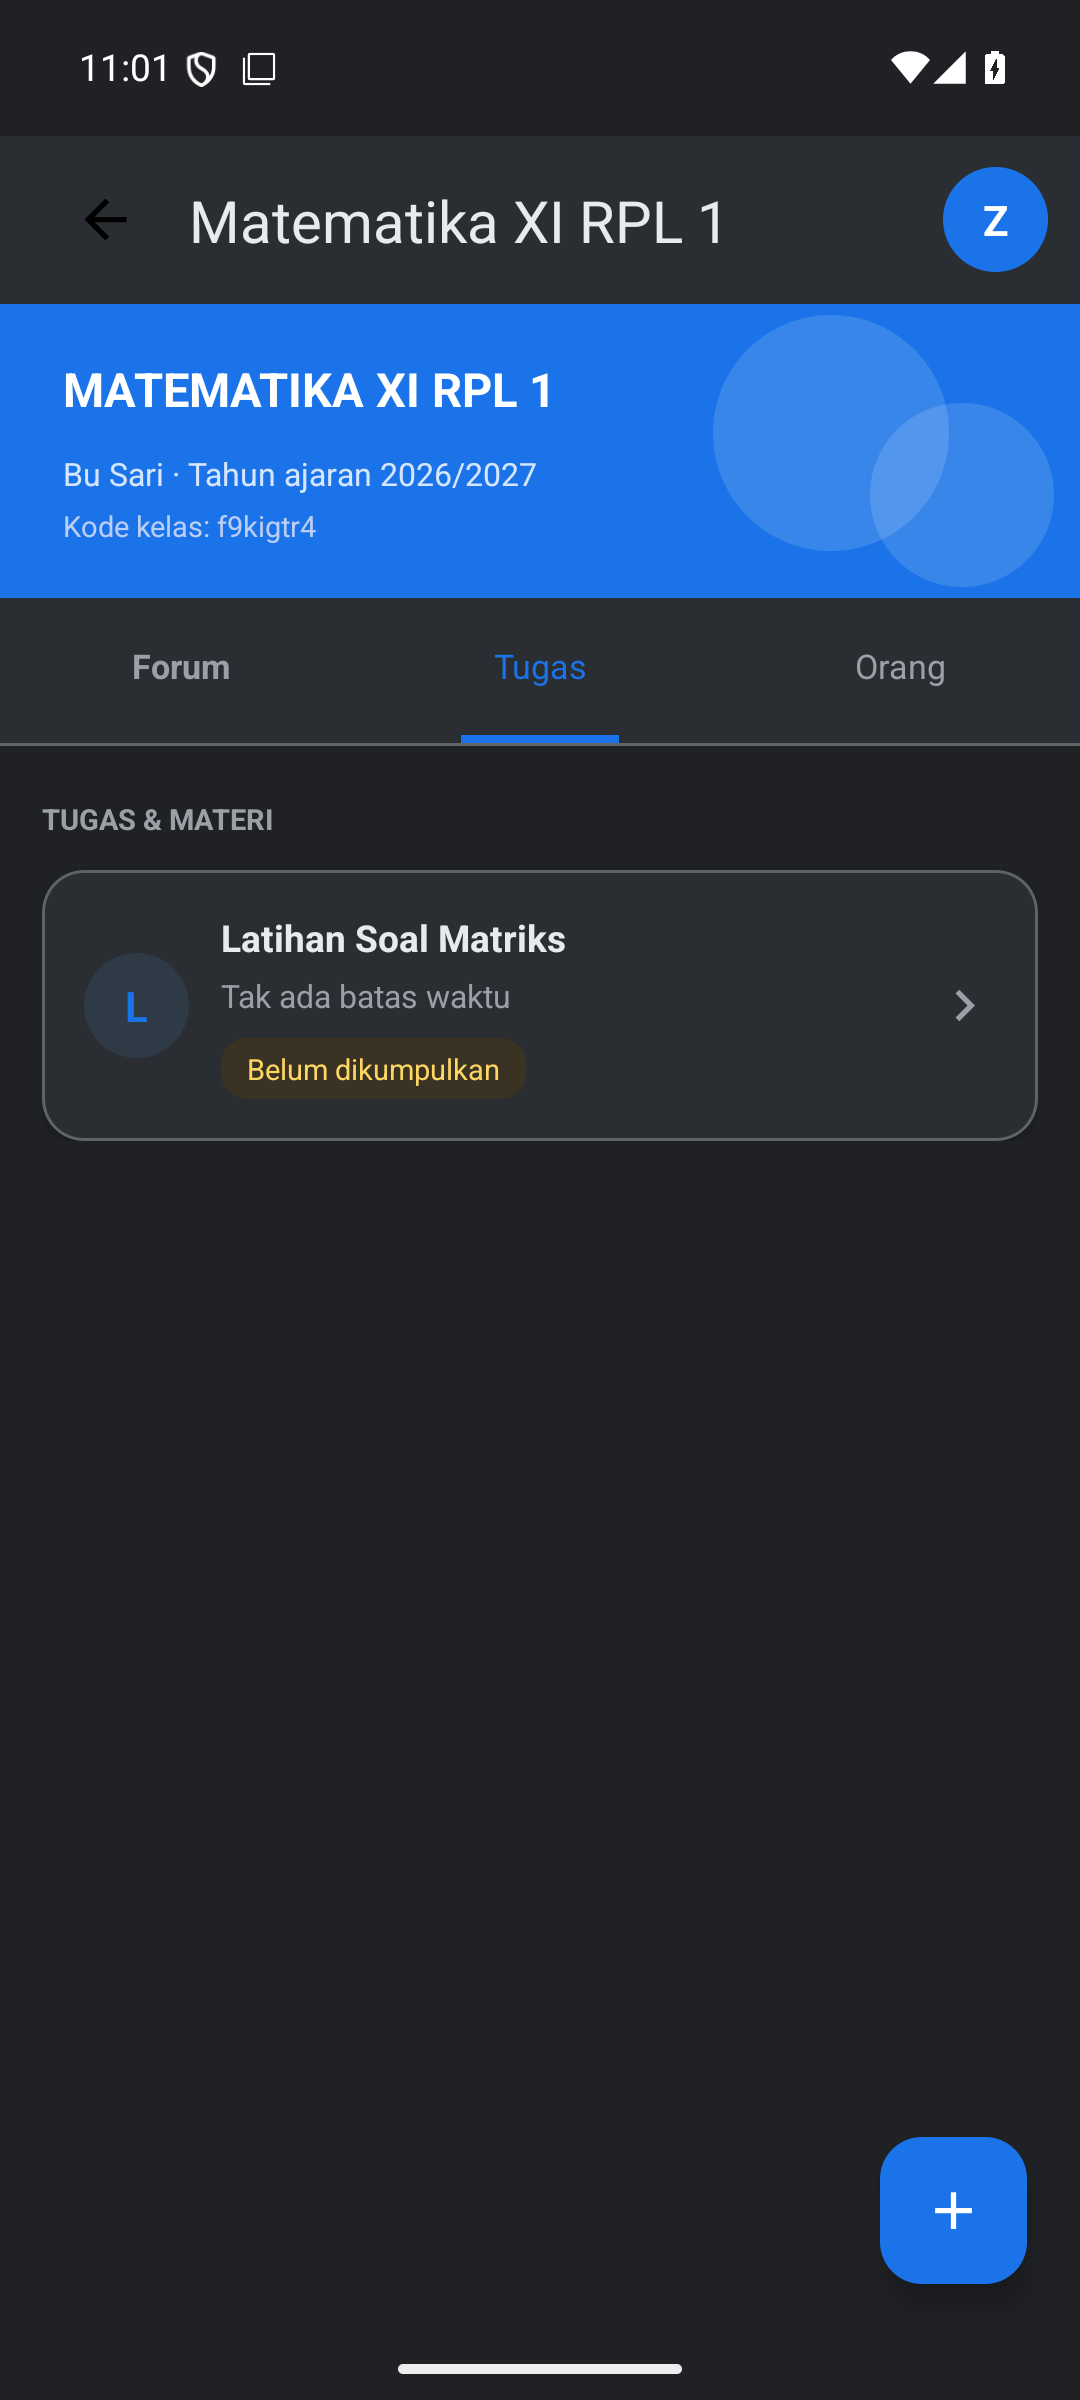 11:01
Matematika XI RPL 1
Z
MATEMATIKA XI RPL 1
Bu Sari · Tahun ajaran 2026/2027
Kode kelas: f9kigtr4
Forum
Tugas
Orang
TUGAS & MATERI
L
Latihan Soal Matriks
Tak ada batas waktu
Belum dikumpulkan